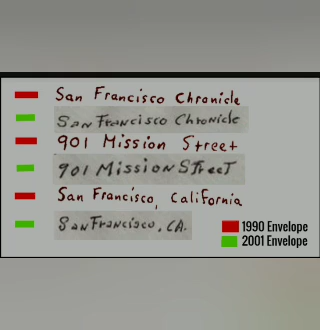 San Francisco Chronicle
San Francisco Chronicle
901 Mission Street
901 Mission Street
San Francisco, California
San Francisco, CA.
1990 Envelope
2001 Envelope